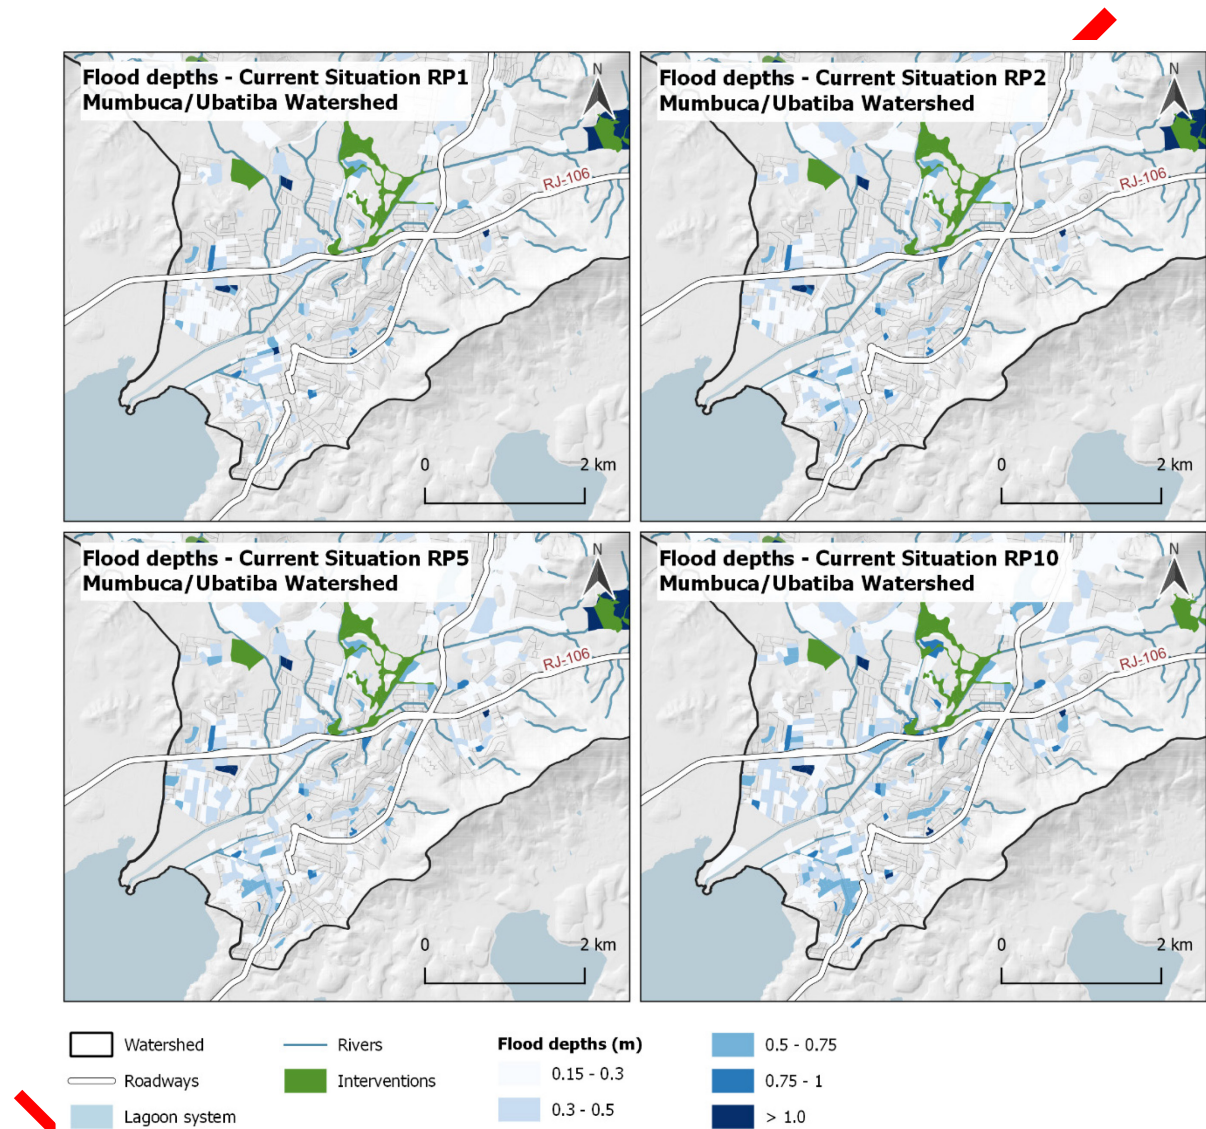 Flood depths - Current Situation RP1
Mumbuca/Ubatiba Watershed
N
RJ-106
0
2 km
Flood depths - Current Situation RP2
Mumbuca/Ubatiba Watershed
N
RJ-106
0
2 km
Flood depths - Current Situation RP5
Mumbuca/Ubatiba Watershed
N
RJ-106
0
2 km
Flood depths - Current Situation RP10
Mumbuca/Ubatiba Watershed
N
RJ-106
0
2 km
Watershed
Roadways
Lagoon system
Rivers
Interventions
Flood depths (m)
0.15 - 0.3
0.3 - 0.5
0.5 - 0.75
0.75 - 1
> 1.0